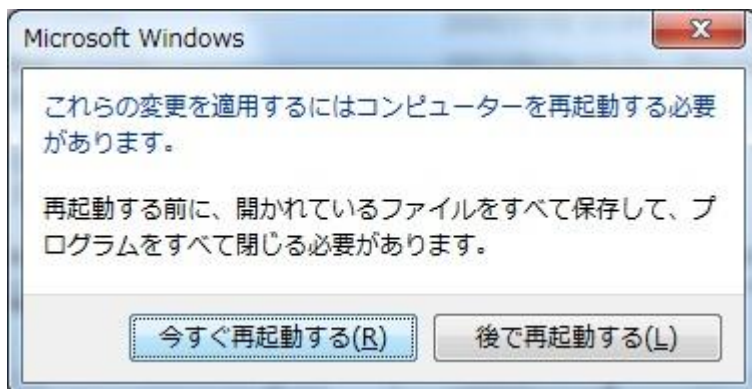 Microsoft Windows
これらの変更を適用するにはコンピューターを再起動する必要
があります。
再起動する前に、開かれているファイルをすべて保存して、プ
ログラムをすべて閉じる必要があります。
今すぐ再起動する(R)
後で再起動する(L)